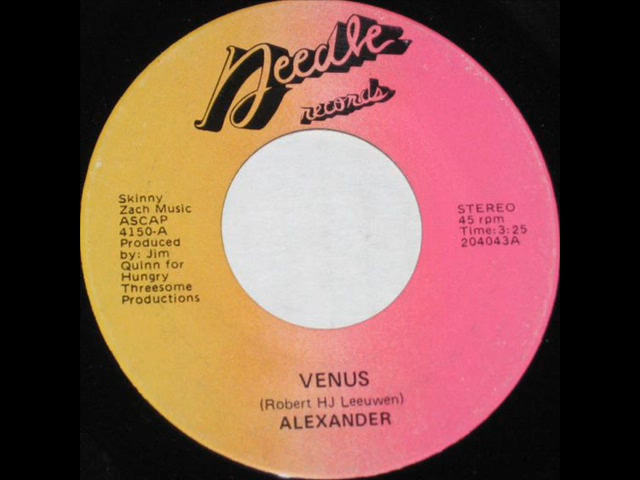 Needle
records
Skinny
Zach Music
ASCAP
4150-A
Produced
by: Jim
Quinn for
Hungry
Threesome
Productions
STEREO
45 rpm
Time: 3:25
204043A
VENUS
(Robert HJ Leeuwen)
ALEXANDER